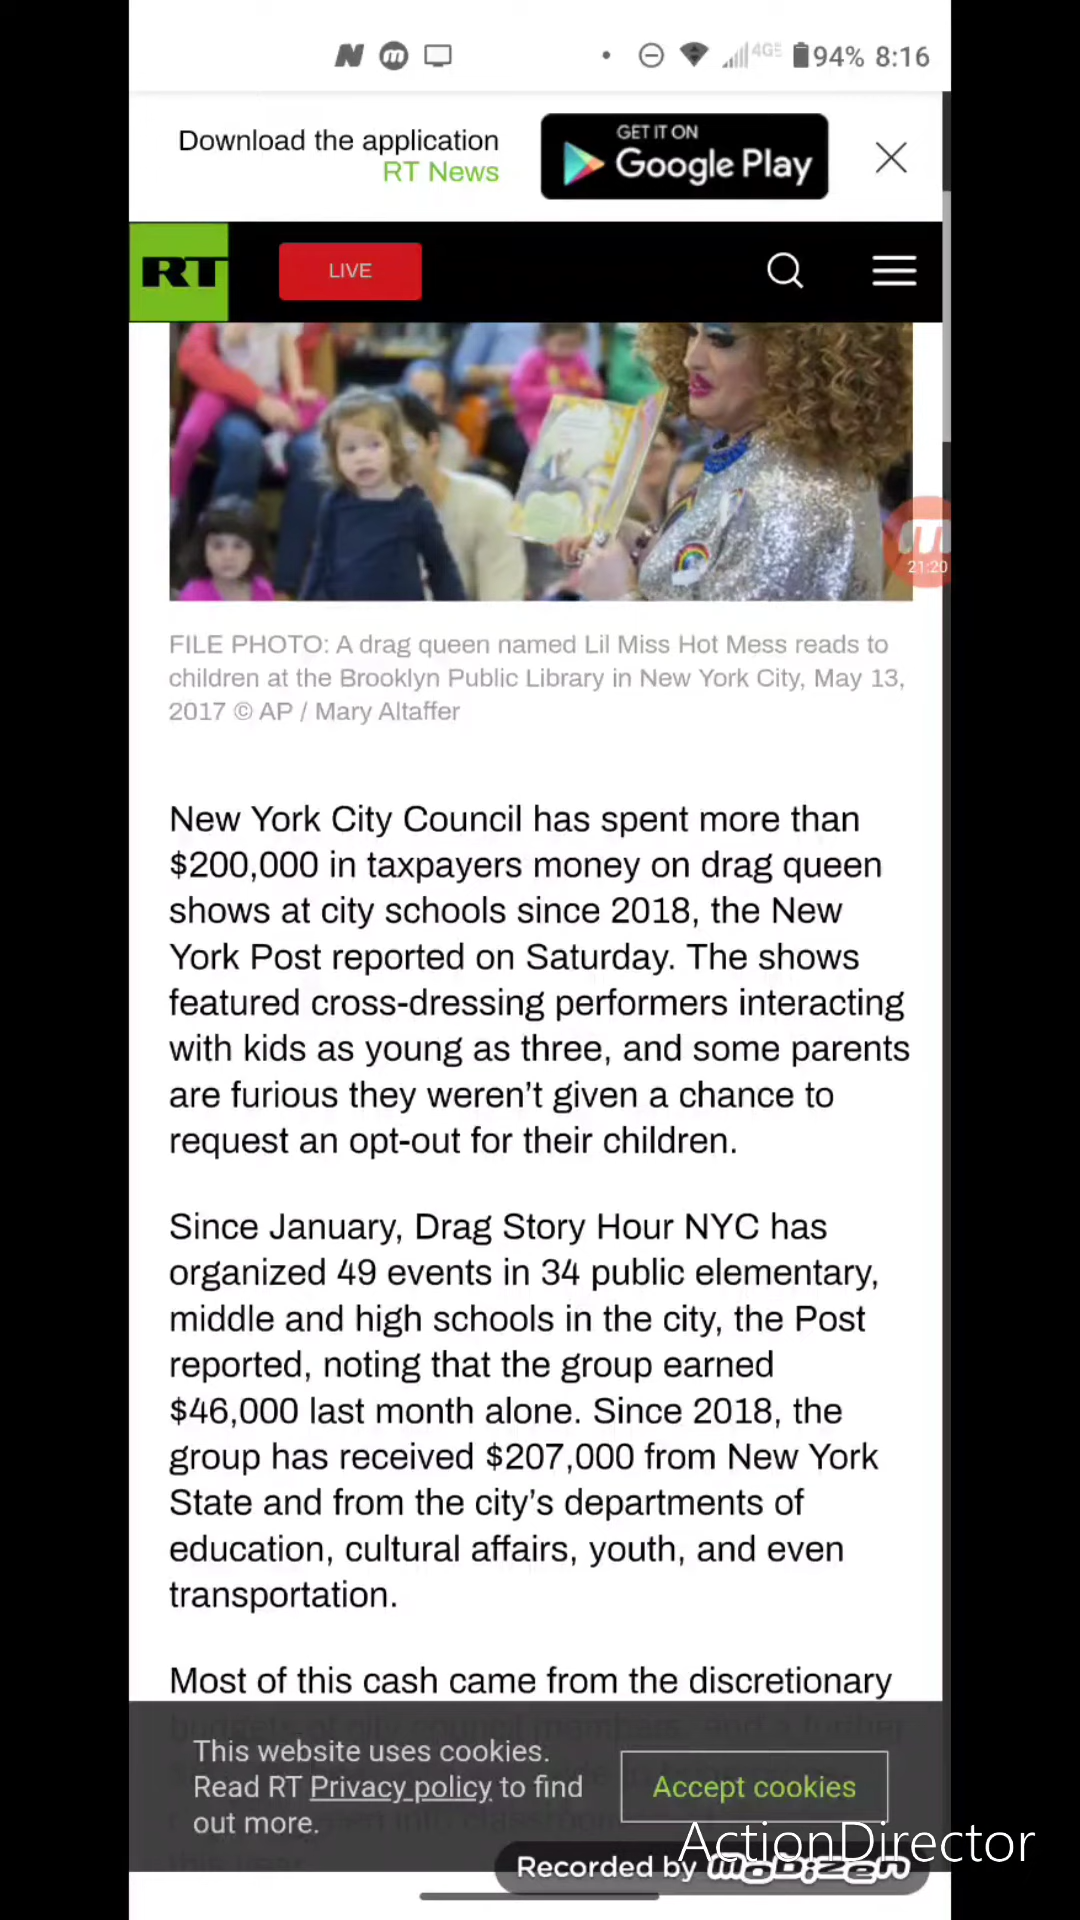 94% 8:16
Download the application
RT News
GET IT ON
Google Play
RT
LIVE
21:20
FILE PHOTO: A drag queen named Lil Miss Hot Mess reads to
children at the Brooklyn Public Library in New York City, May 13,
2017 © AP / Mary Altaffer
New York City Council has spent more than
$200,000 in taxpayers money on drag queen
shows at city schools since 2018, the New
York Post reported on Saturday. The shows
featured cross-dressing performers interacting
with kids as young as three, and some parents
are furious they weren’t given a chance to
request an opt-out for their children.
Since January, Drag Story Hour NYC has
organized 49 events in 34 public elementary,
middle and high schools in the city, the Post
reported, noting that the group earned
$46,000 last month alone. Since 2018, the
group has received $207,000 from New York
State and from the city’s departments of
education, cultural affairs, youth, and even
transportation.
Most of this cash came from the discretionary
budgets of city council members, and a further
This website uses cookies.
Read RT Privacy policy to find
out more.
Accept cookies
ActionDirector
Recorded by mobizen